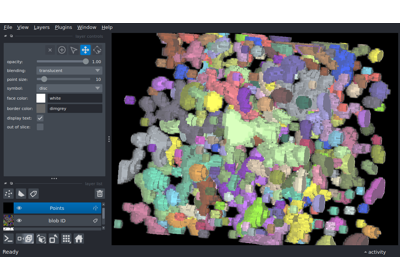 File View Layers Plugins Window Help
opacity: 1.00
blending: translucent
point size: 10
symbol: disc
face color: white
border color: dimgrey
display text:
out of slice:
Points
blob ID
Ready
activity